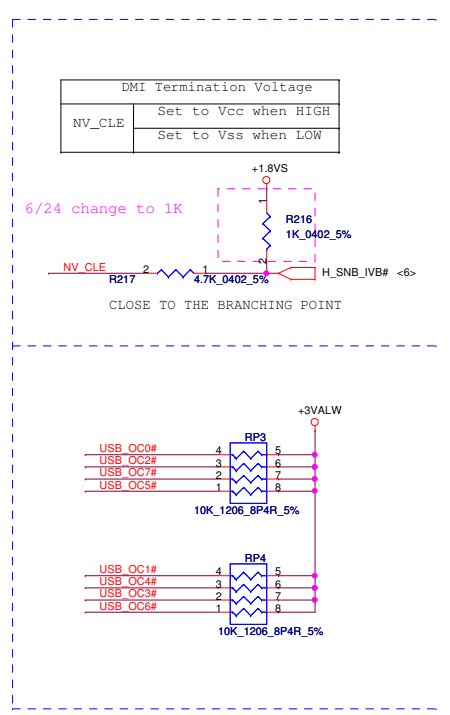 DMI Termination Voltage
NV_CLE
Set to Vcc when HIGH
Set to Vss when LOW
+1.8VS
6/24 change to 1K
1
R216
1K_0402_5%
2
NV_CLE
R217
2
1
4.7K_0402_5%
H_SNB_IVB# <6>
CLOSE TO THE BRANCHING POINT
+3VALW
RP3
USB_OC0# 4 5
USB_OC2# 3 6
USB_OC7# 2 7
USB_OC5# 1 8
10K_1206_8P4R_5%
RP4
USB_OC1# 4 5
USB_OC4# 3 6
USB_OC3# 2 7
USB_OC6# 1 8
10K_1206_8P4R_5%